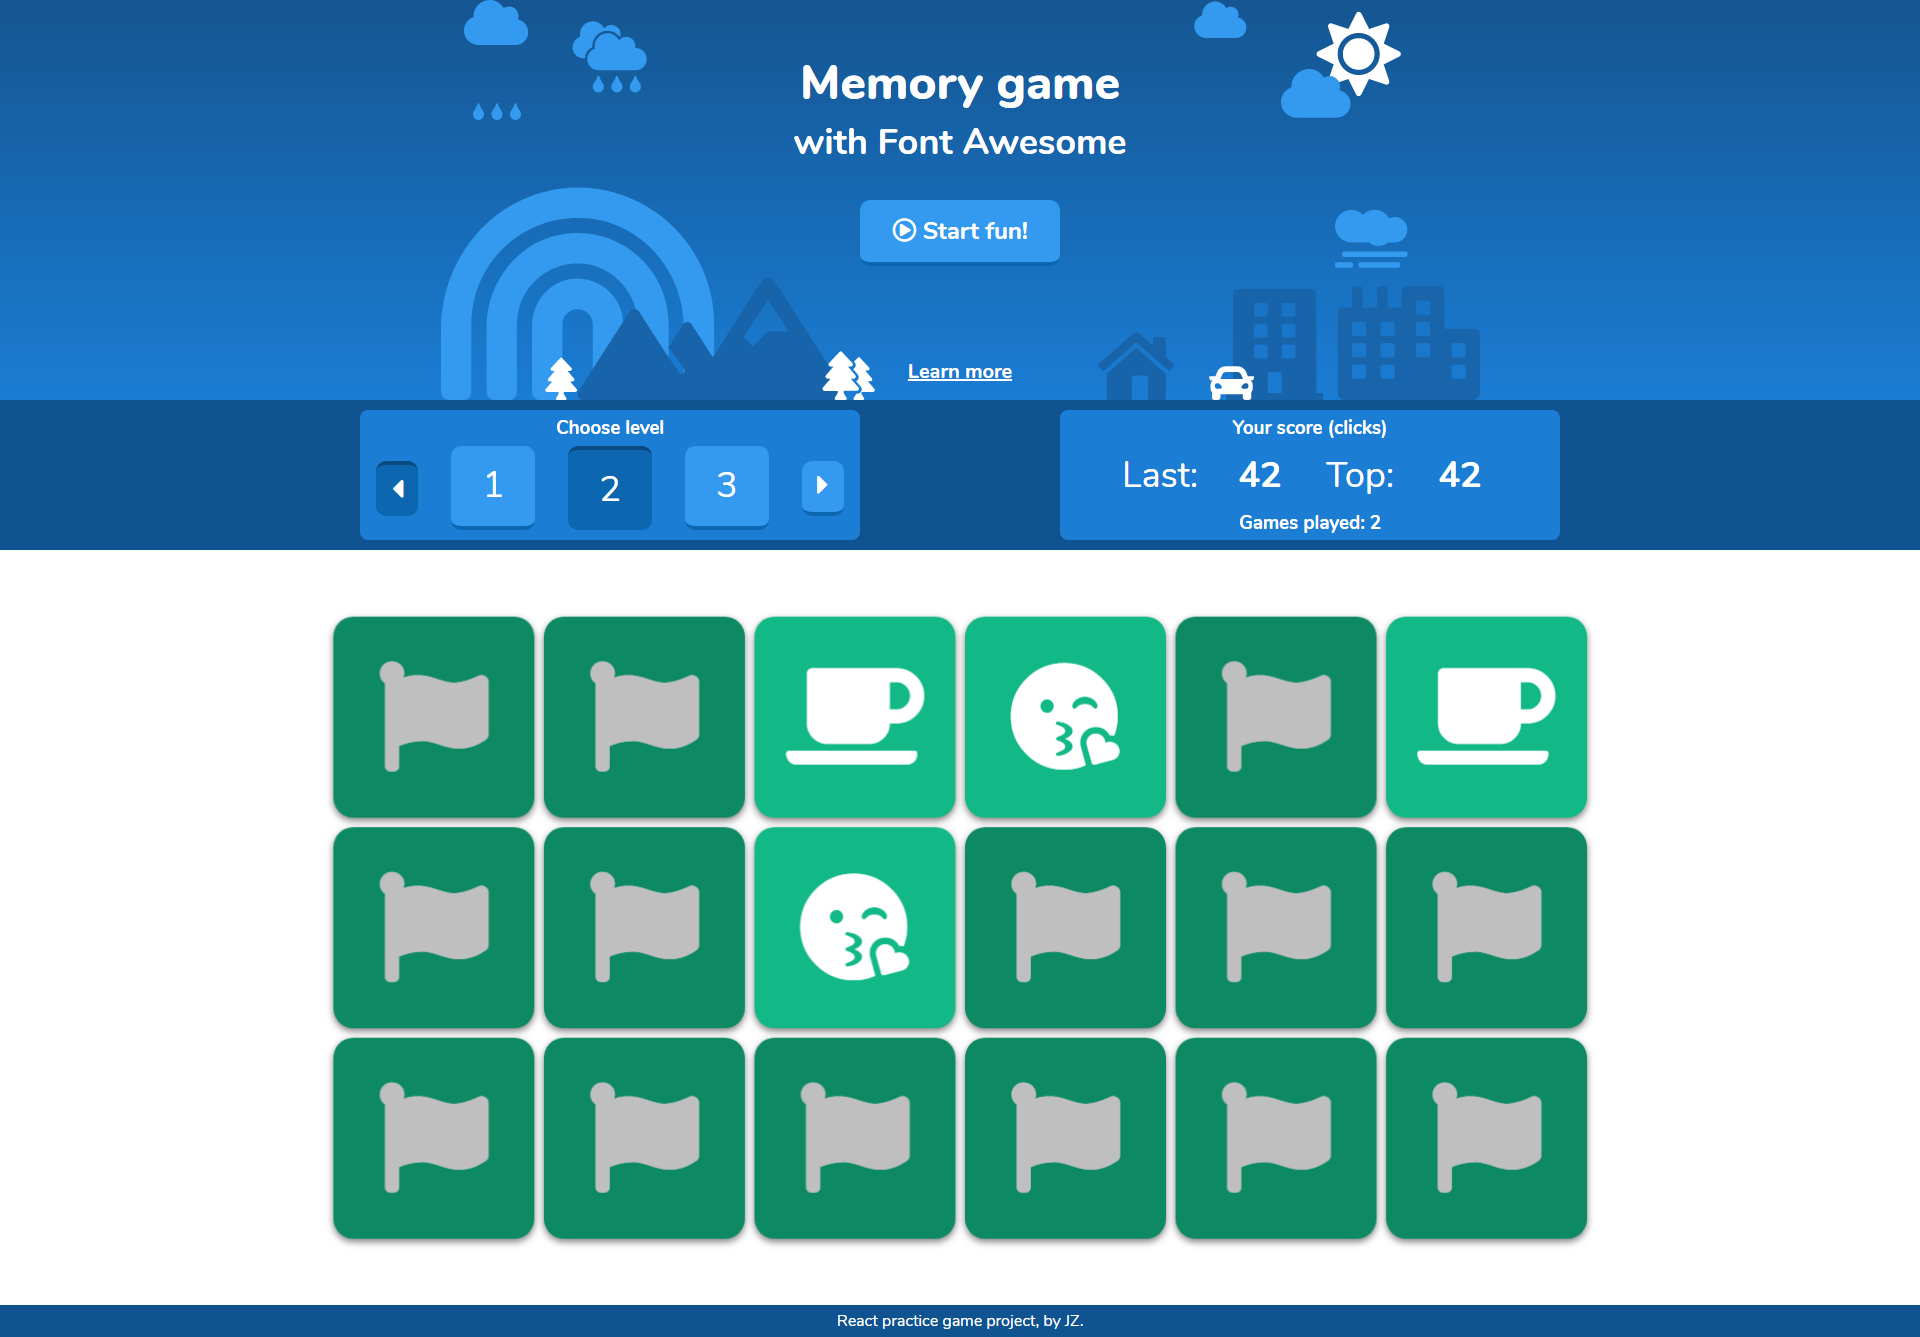 Memory game
with Font Awesome
Start fun!
Learn more
Choose level
1 2 3
Your score (clicks)
Last: 42 Top: 42
Games played: 2
React practice game project, by JZ.